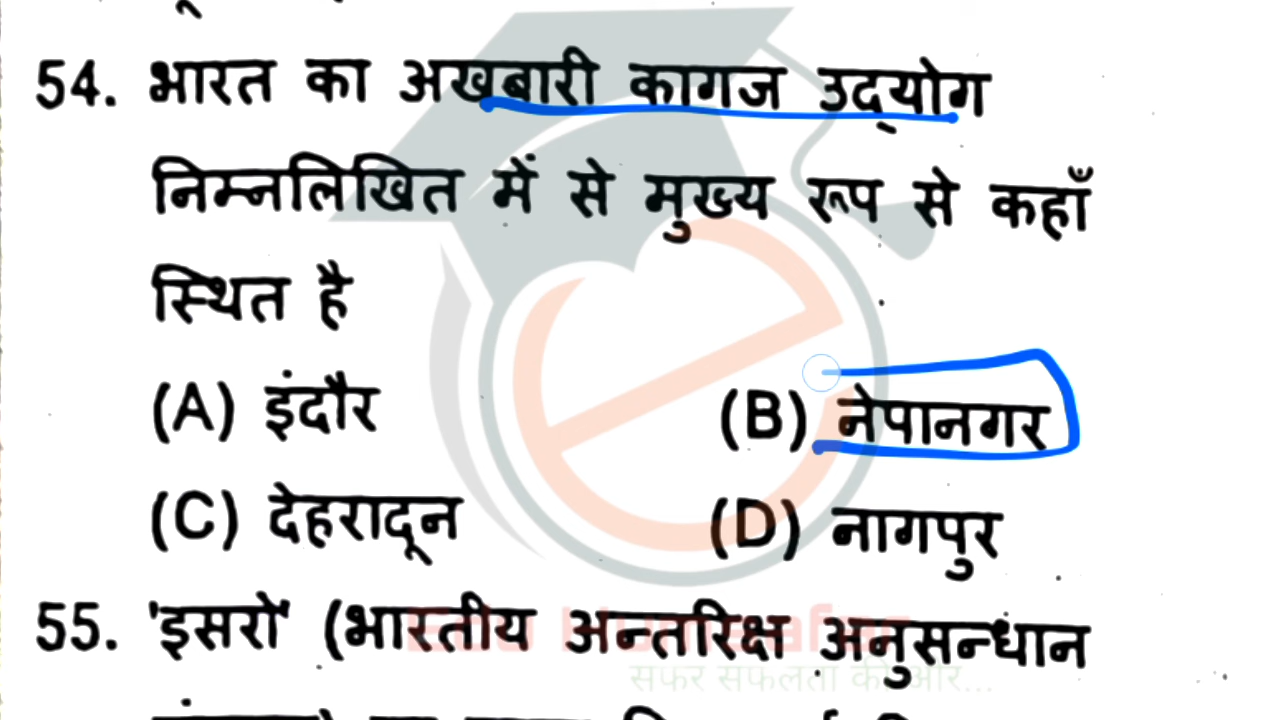 54. भारत का अखबारी कागज उद्योग
निम्नलिखित में से मुख्य रूप से कहाँ
स्थित है
(A) इंदौर (B) नेपानगर
(C) देहरादून (D) नागपुर
55. 'इसरो' (भारतीय अन्तरिक्ष अनुसन्धान
सफर सफलता की ओर...